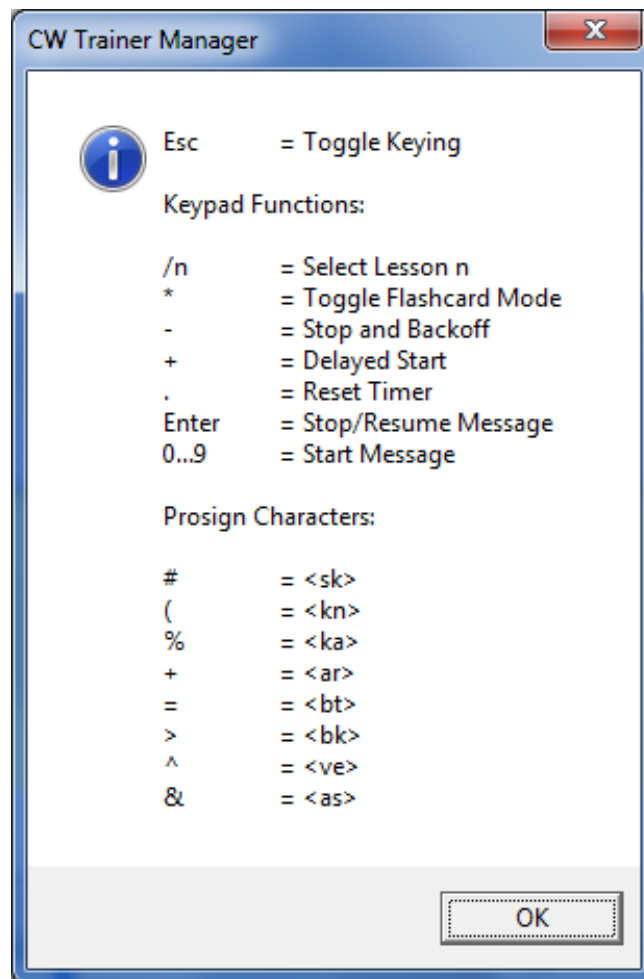 CW Trainer Manager
Esc = Toggle Keying
Keypad Functions:
/n = Select Lesson n
* = Toggle Flashcard Mode
- = Stop and Backoff
+ = Delayed Start
. = Reset Timer
Enter = Stop/Resume Message
0...9 = Start Message
Prosign Characters:
# = <sk>
( = <kn>
% = <ka>
+ = <ar>
= = <bt>
> = <bk>
^ = <ve>
& = <as>
OK